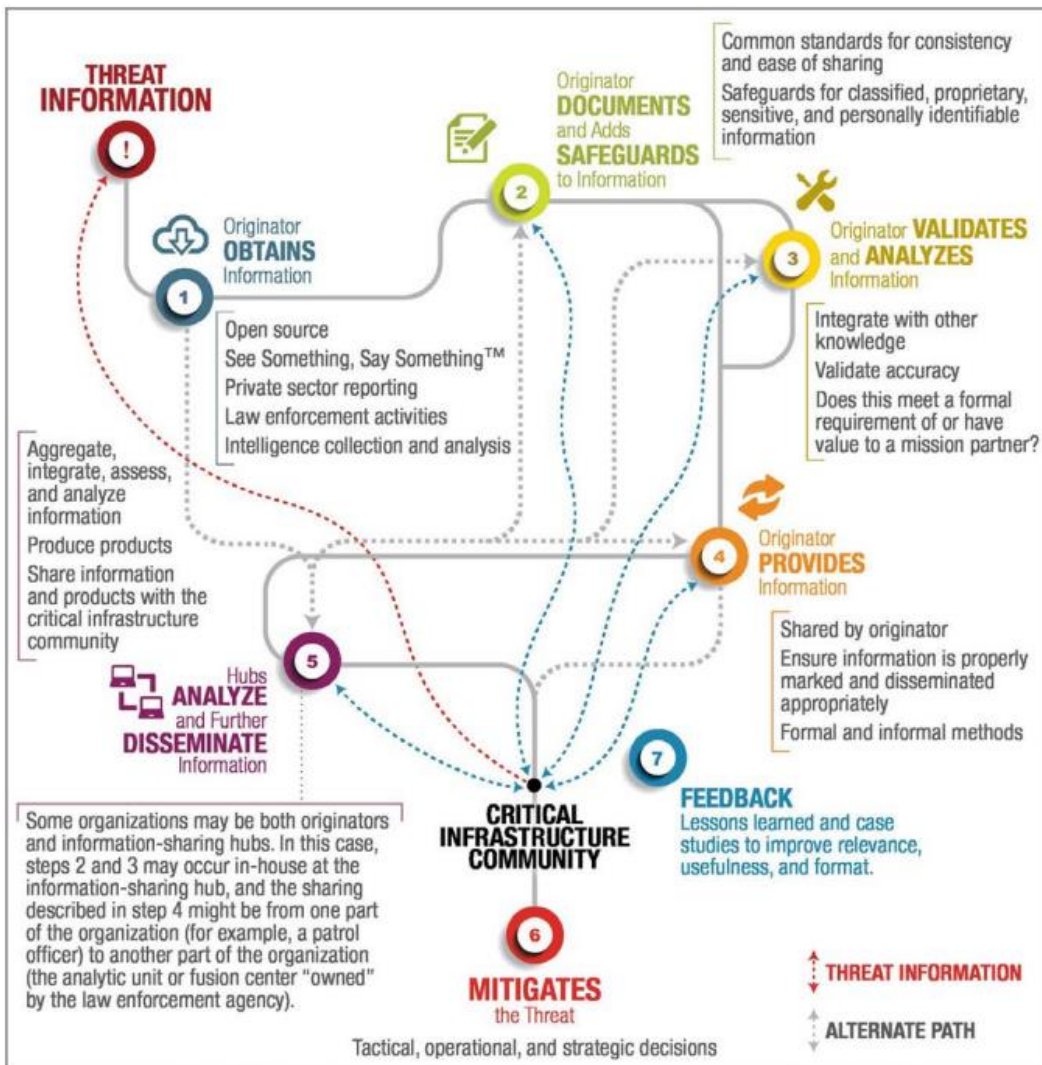 THREAT
INFORMATION
!
Originator
OBTAINS
Information
1
Open source
See Something, Say Something™
Private sector reporting
Law enforcement activities
Intelligence collection and analysis
Originator
DOCUMENTS
and Adds
SAFEGUARDS
to Information
2
Common standards for consistency
and ease of sharing
Safeguards for classified, proprietary,
sensitive, and personally identifiable
information
Originator VALIDATES
and ANALYZES
Information
3
Integrate with other
knowledge
Validate accuracy
Does this meet a formal
requirement of or have
value to a mission partner?
Originator
PROVIDES
Information
4
Shared by originator
Ensure information is properly
marked and disseminated
appropriately
Formal and informal methods
Aggregate,
integrate, assess,
and analyze
information
Produce products
Share information
and products with the
critical infrastructure
community
5
Hubs
ANALYZE
and Further
DISSEMINATE
Information
Some organizations may be both originators
and information-sharing hubs. In this case,
steps 2 and 3 may occur in-house at the
information-sharing hub, and the sharing
described in step 4 might be from one part
of the organization (for example, a patrol
officer) to another part of the organization
(the analytic unit or fusion center “owned”
by the law enforcement agency).
CRITICAL
INFRASTRUCTURE
COMMUNITY
6
MITIGATES
the Threat
Tactical, operational, and strategic decisions
7
FEEDBACK
Lessons learned and case
studies to improve relevance,
usefulness, and format.
THREAT INFORMATION
ALTERNATE PATH